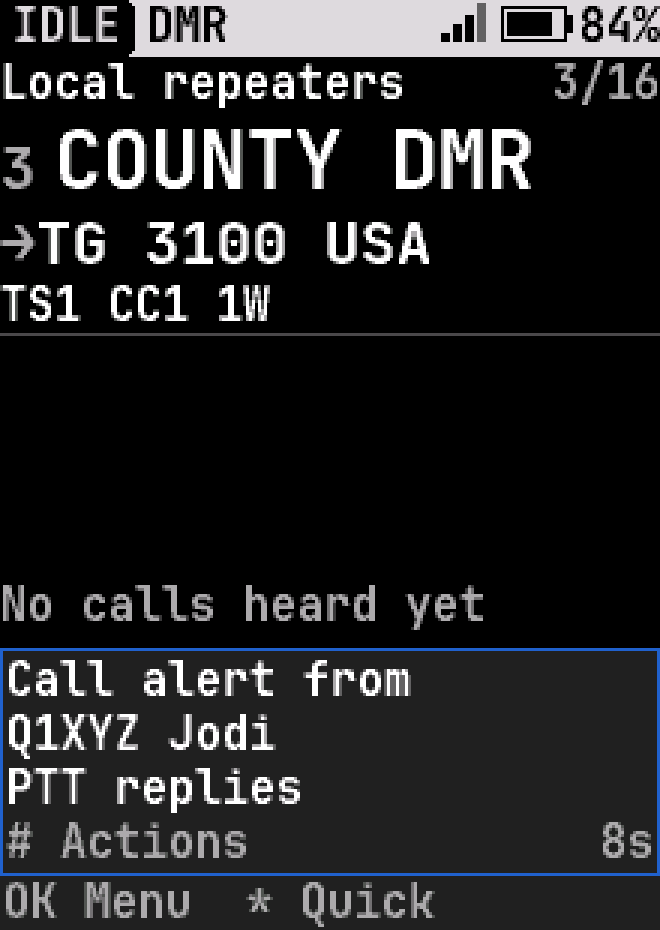 IDLE DMR 84%
Local repeaters 3/16
3 COUNTY DMR
→TG 3100 USA
TS1 CC1 1W
No calls heard yet
Call alert from
Q1XYZ Jodi
PTT replies
# Actions 8s
OK Menu * Quick